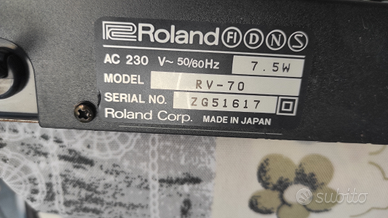 Roland FI D N S
AC 230 V~ 50/60Hz 7.5W
MODEL RV-70
SERIAL NO. ZG51617
Roland Corp. MADE IN JAPAN
subito